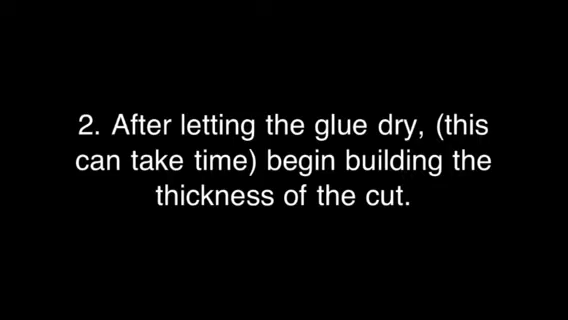 2. After letting the glue dry, (this
can take time) begin building the
thickness of the cut.